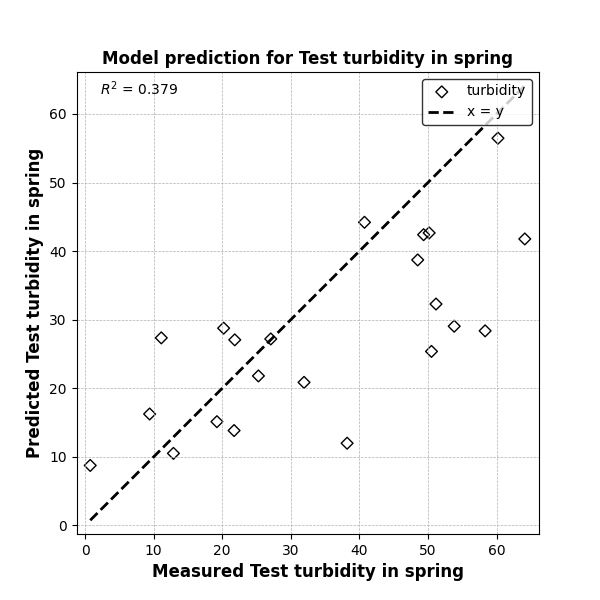 Model prediction for Test turbidity in spring
R² = 0.379
turbidity
x = y
Predicted Test turbidity in spring
60
50
40
30
20
10
0
0 10 20 30 40 50 60
Measured Test turbidity in spring